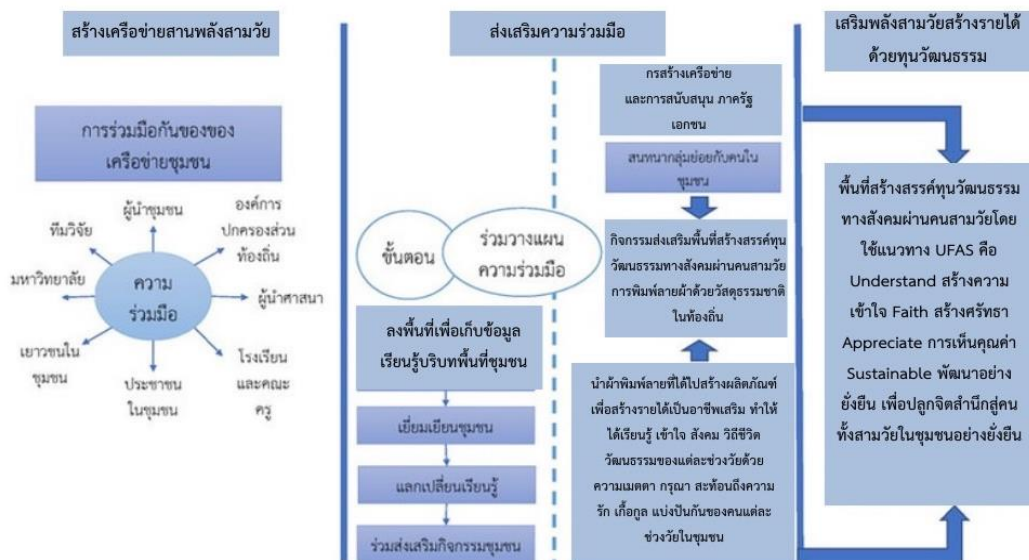 สร้างเครือข่ายสานพลังสามวัย
การร่วมมือกันของของ
เครือข่ายชุมชน
ผู้นำชุมชน
องค์การ
ปกครองส่วน
ท้องถิ่น
ทีมวิจัย
มหาวิทยาลัย
ความ
ร่วมมือ
ผู้นำศาสนา
เยาวชนใน
ชุมชน
ประชาชน
ในชุมชน
โรงเรียน
และคณะ
ครู
ส่งเสริมความร่วมมือ
ขั้นตอน
ร่วมวางแผน
ความร่วมมือ
ลงพื้นที่เพื่อเก็บข้อมูล
เรียนรู้บริบทพื้นที่ชุมชน
เยี่ยมเยียนชุมชน
แลกเปลี่ยนเรียนรู้
ร่วมส่งเสริมกิจกรรมชุมชน
กรสร้างเครือข่าย
และการสนับสนุน ภาครัฐ
เอกชน
สนทนากลุ่มย่อยกับคนใน
ชุมชน
กิจกรรมส่งเสริมพื้นที่สร้างสรรค์ทุน
วัฒนธรรมทางสังคมผ่านคนสามวัย
การพิมพ์ลายผ้าด้วยวัสดุธรรมชาติ
ในท้องถิ่น
นำผ้าพิมพ์ลายที่ได้ไปสร้างผลิตภัณฑ์
เพื่อสร้างรายได้เป็นอาชีพเสริม ทำให้
ได้เรียนรู้ เข้าใจ สังคม วิถีชีวิต
วัฒนธรรมของแต่ละช่วงวัยด้วย
ความเมตตา กรุณา สะท้อนถึงความ
รัก เกื้อกูล แบ่งปันกันของคนแต่ละ
ช่วงวัยในชุมชน
เสริมพลังสามวัยสร้างรายได้
ด้วยทุนวัฒนธรรม
พื้นที่สร้างสรรค์ทุนวัฒนธรรม
ทางสังคมผ่านคนสามวัยโดย
ใช้แนวทาง UFAS คือ
Understand สร้างความ
เข้าใจ Faith สร้างศรัทธา
Appreciate การเห็นคุณค่า
Sustainable พัฒนาอย่าง
ยั่งยืน เพื่อปลูกจิตสำนึกสู่คน
ทั้งสามวัยในชุมชนอย่างยั่งยืน